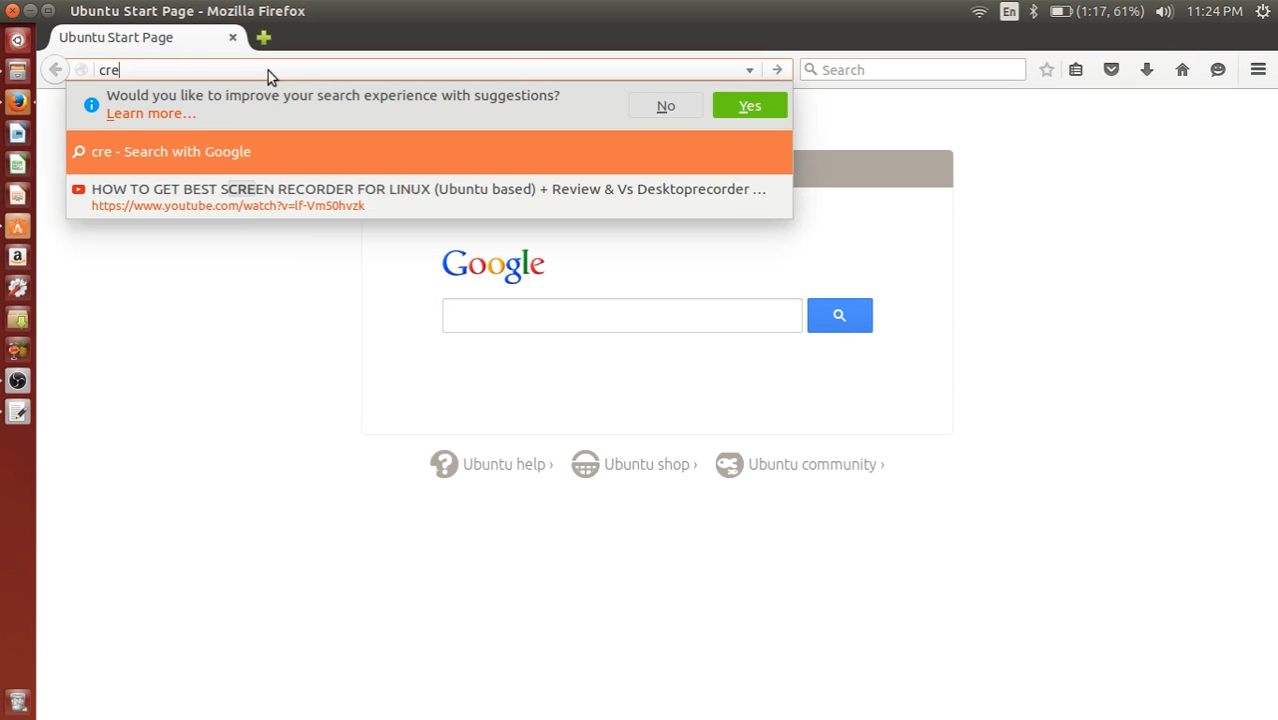 Ubuntu Start Page - Mozilla Firefox
En
(1:17, 61%)
11:24 PM
Ubuntu Start Page
cre
Search
Would you like to improve your search experience with suggestions?
Learn more…
No
Yes
cre - Search with Google
HOW TO GET BEST SCREEN RECORDER FOR LINUX (Ubuntu based) + Review & Vs Desktoprecorder …
https://www.youtube.com/watch?v=lf-Vm50hvzk
Google
Ubuntu help ›
Ubuntu shop ›
Ubuntu community ›